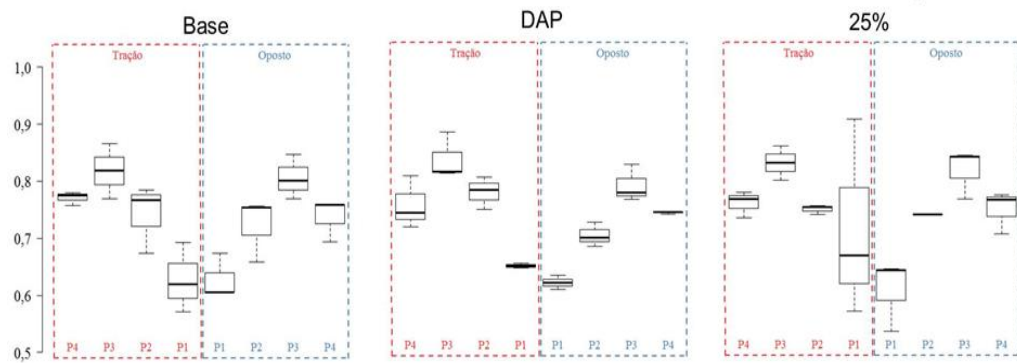 Base DAP 25%
Tração Oposto Tração Oposto Tração Oposto
1,0
0,9
0,8
0,7
0,6
0,5
P4 P3 P2 P1 P1 P2 P3 P4 P4 P3 P2 P1 P1 P2 P3 P4 P4 P3 P2 P1 P1 P2 P3 P4